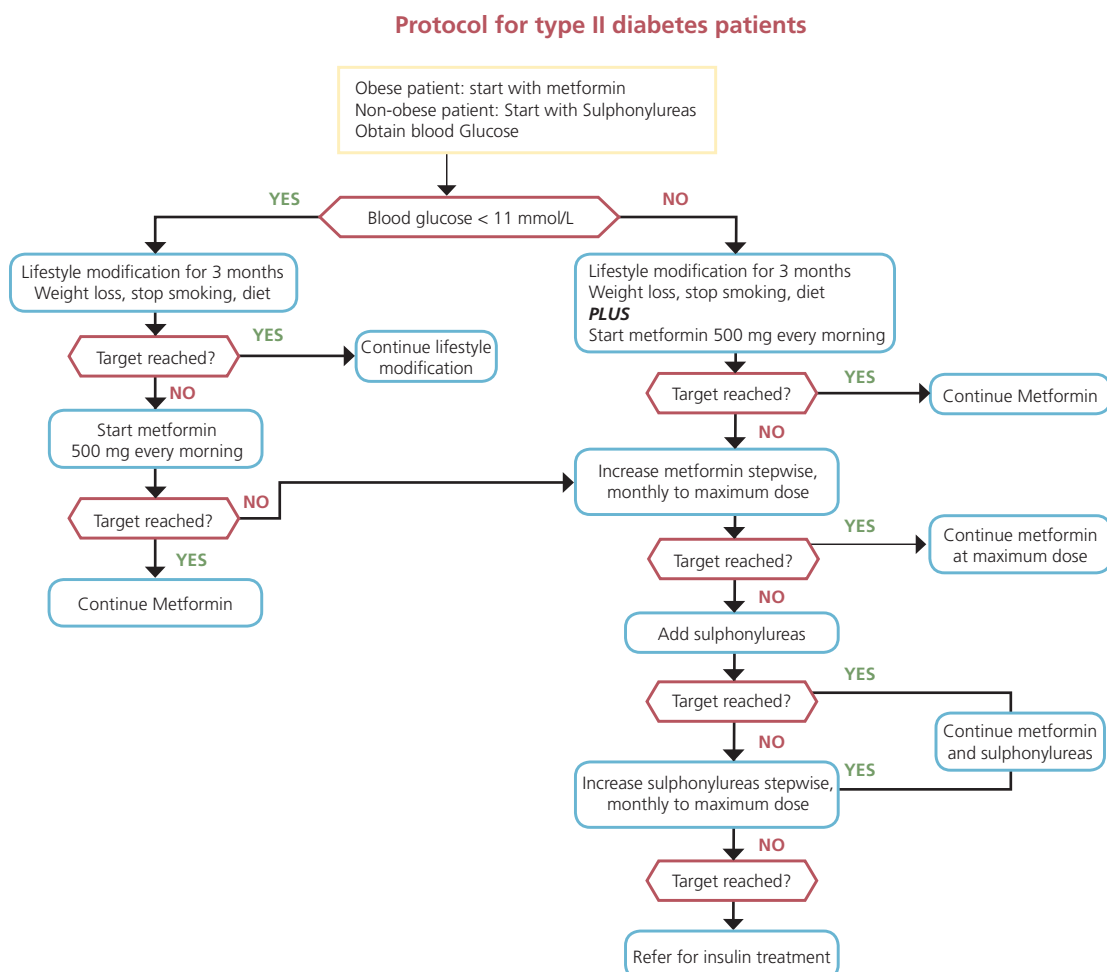 Protocol for type II diabetes patients
Obese patient: start with metformin
Non-obese patient: Start with Sulphonylureas
Obtain blood Glucose
YES
NO
Blood glucose < 11 mmol/L
Lifestyle modification for 3 months
Weight loss, stop smoking, diet
Lifestyle modification for 3 months
Weight loss, stop smoking, diet
PLUS
Start metformin 500 mg every morning
Target reached?
YES
Continue lifestyle
modification
NO
Target reached?
YES
Continue Metformin
NO
Start metformin
500 mg every morning
Increase metformin stepwise,
monthly to maximum dose
Target reached?
NO
YES
Continue Metformin
Target reached?
YES
Continue metformin
at maximum dose
NO
Add sulphonylureas
Target reached?
YES
Continue metformin
and sulphonylureas
NO
Increase sulphonylureas stepwise,
monthly to maximum dose
YES
NO
Target reached?
Refer for insulin treatment